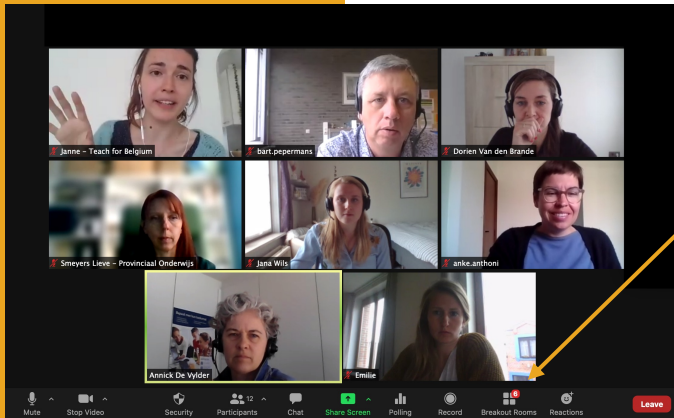 Janne – Teach for Belgium
bart.pepermans
Dorien Van den Brande
Smeyers Lieve – Provinciaal Onderwijs
Jana Wils
anke.anthoni
Annick De Vylder
Emilie
12
6
Mute
Stop Video
Security
Participants
Chat
Share Screen
Polling
Record
Breakout Rooms
Reactions
Leave